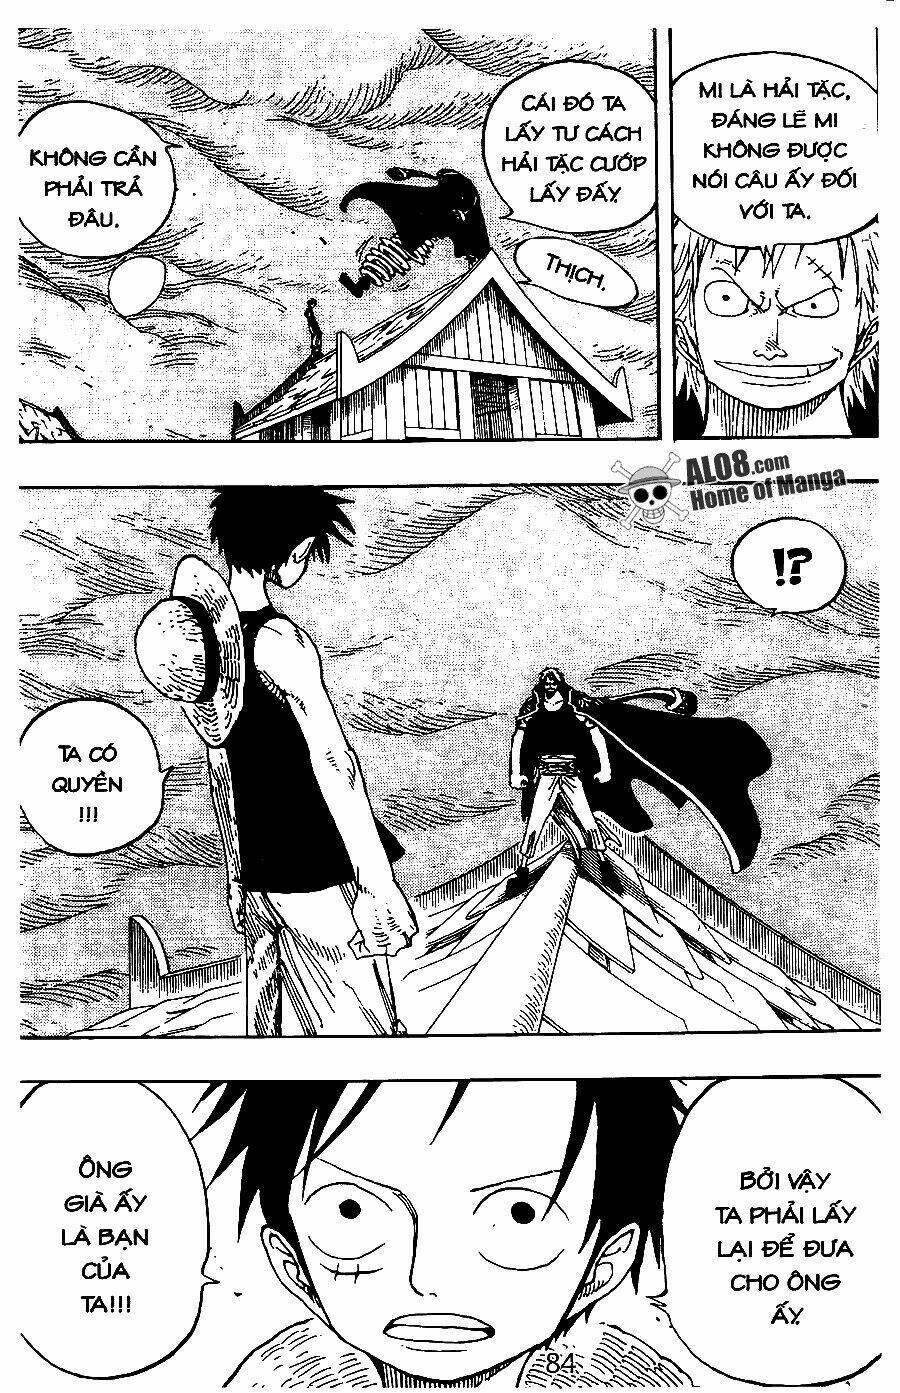 MI LÀ HẢI TẶC,
ĐÁNG LẼ MI
KHÔNG ĐƯỢC
NÓI CÂU ẤY ĐỐI
VỚI TA.
CÁI ĐÓ TA
LẤY TƯ CÁCH
HẢI TẶC CƯỚP
LẤY ĐẤY.
THỊCH.
KHÔNG CẦN
PHẢI TRẢ
ĐÂU.
AL08.com
Home of Manga
!?
TA CÓ
QUYỀN
!!!
BỞI VẬY
TA PHẢI LẤY
LẠI ĐỂ ĐƯA
CHO ÔNG
ẤY.
ÔNG
GIÀ ẤY
LÀ BẠN
CỦA
TA!!!
84